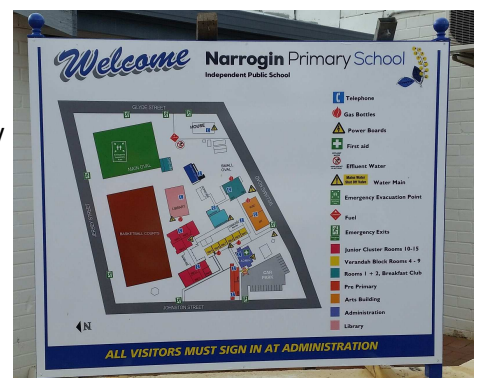 Welcome
Narrogin Primary School
Independent Public School
Telephone
Gas Bottles
Power Boards
First aid
Effluent Water
Water Main
Emergency Evacuation Point
Fuel
Emergency Exits
Junior Cluster Rooms 10-15
Verandah Block Rooms 4 - 9
Rooms 1 + 2, Breakfast Club
Pre Primary
Arts Building
Administration
Library
GLYDE STREET
MAIN OVAL
SMALL
OVAL
BASKETBALL COURTS
LIBRARY
CAR
PARK
JOHNSTON STREET
N
ALL VISITORS MUST SIGN IN AT ADMINISTRATION